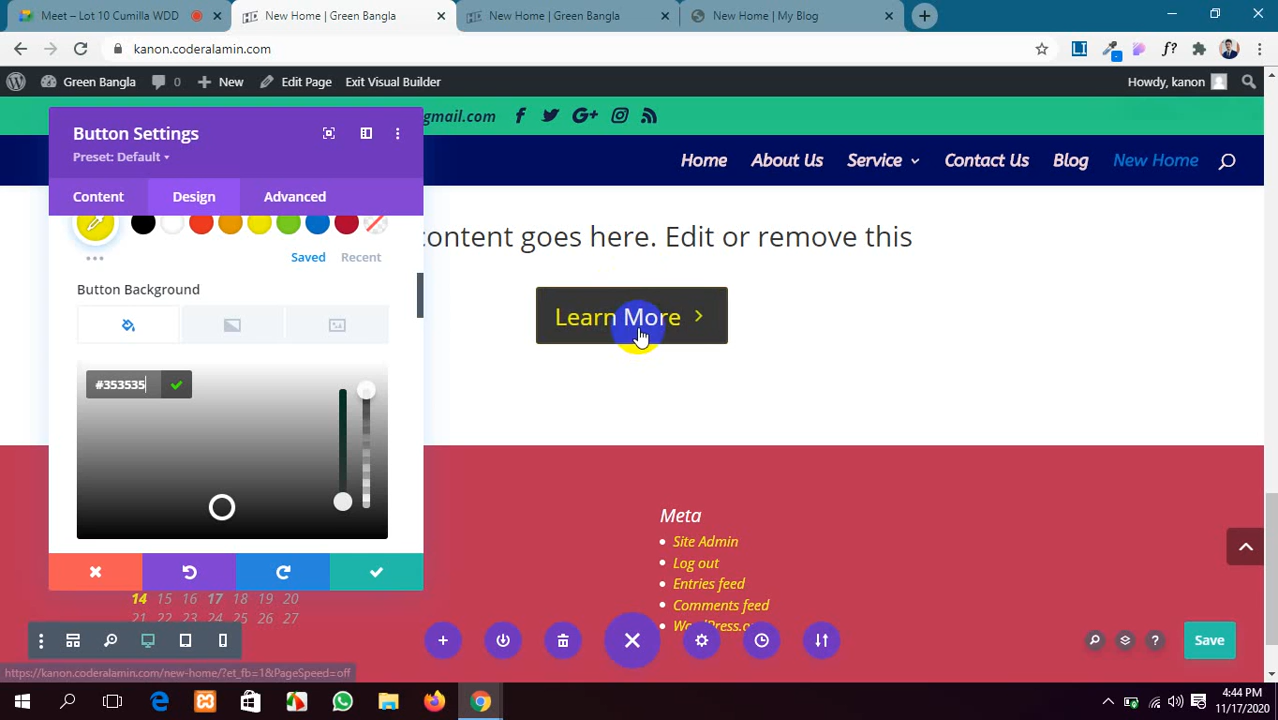 Meet – Lot 10 Cumilla WDD
New Home | Green Bangla
New Home | Green Bangla
New Home | My Blog
kanon.coderalamin.com
Green Bangla
0
New
Edit Page
Exit Visual Builder
Howdy, kanon
gmail.com
Home
About Us
Service
Contact Us
Blog
New Home
Button Settings
Preset: Default
Content
Design
Advanced
Saved
Recent
Button Background
#353535
content goes here. Edit or remove this
Learn More
Meta
Site Admin
Log out
Entries feed
Comments feed
14 15 16 17 18 19 20
21 22 23 24 25 26 27
Save
https://kanon.coderalamin.com/new-home/?et_fb=1&PageSpeed=off
4:44 PM
11/17/2020